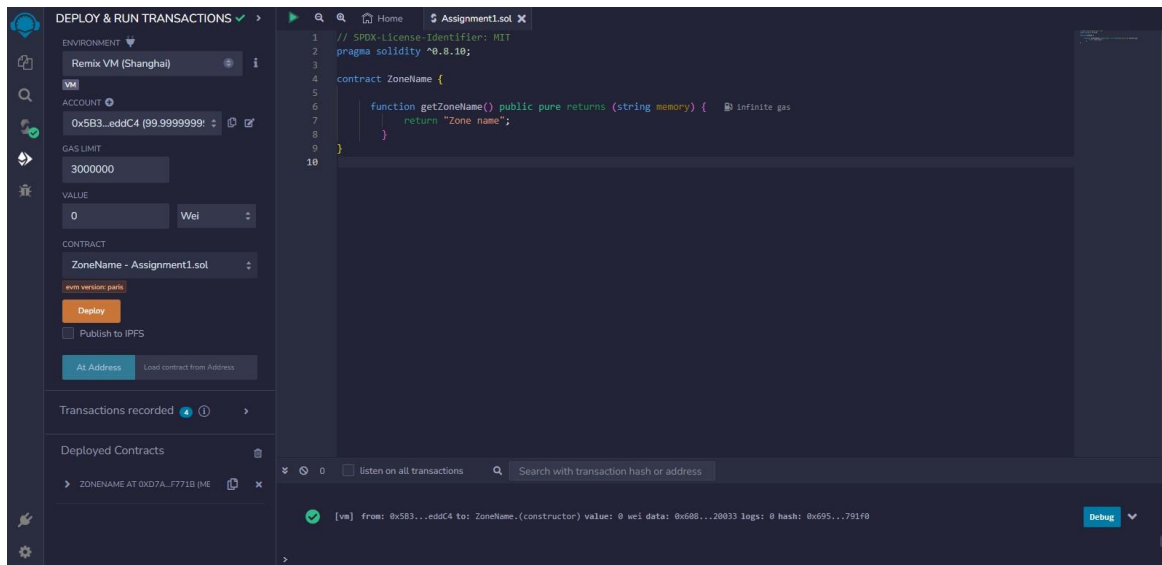 DEPLOY & RUN TRANSACTIONS
ENVIRONMENT
Remix VM (Shanghai)
VM
ACCOUNT
0x5B3...eddC4 (99.9999999
GAS LIMIT
3000000
VALUE
0 Wei
CONTRACT
ZoneName - Assignment1.sol
evm version: paris
Deploy
Publish to IPFS
At Address Load contract from Address
Transactions recorded 4
Deployed Contracts
ZONENAME AT 0XD7A...F771B (ME
Home Assignment1.sol
1 // SPDX-License-Identifier: MIT
2 pragma solidity ^0.8.10;
3
4 contract ZoneName {
5
6 function getZoneName() public pure returns (string memory) { infinite gas
7 return "Zone name";
8 }
9 }
10
0 listen on all transactions Search with transaction hash or address
[vm] from: 0x5B3...eddC4 to: ZoneName.(constructor) value: 0 wei data: 0x608...20033 logs: 0 hash: 0x695...791f0 Debug
>